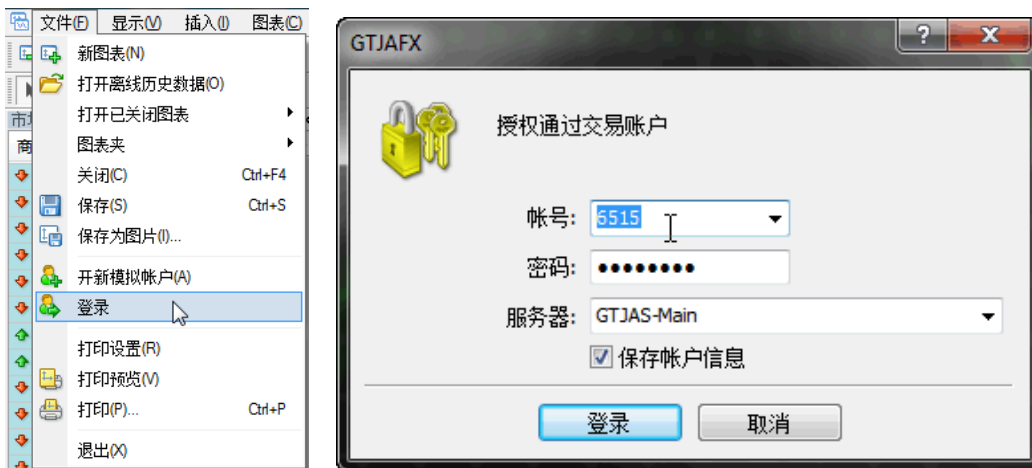 文件(F) 显示(V) 插入(I) 图表(C)
新图表(N)
打开离线历史数据(O)
打开已关闭图表
图表夹
关闭(C) Ctrl+F4
保存(S) Ctrl+S
保存为图片(I)...
开新模拟帐户(A)
登录
打印设置(R)
打印预览(V)
打印(P)... Ctrl+P
退出(X)
市
商
GTJAFX
授权通过交易账户
帐号: 6515
密码: ●●●●●●●●
服务器: GTJAS-Main
保存帐户信息
登录 取消